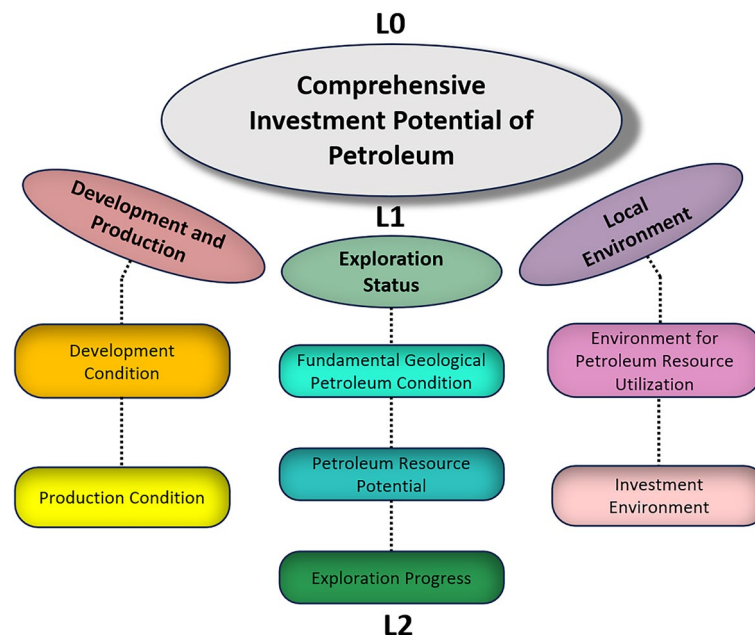 L0
Comprehensive
Investment Potential of
Petroleum
Development and
Production
L1
Exploration
Status
Local
Environment
Development
Condition
Fundamental Geological
Petroleum Condition
Environment for
Petroleum Resource
Utilization
Production Condition
Petroleum Resource
Potential
Investment
Environment
Exploration Progress
L2